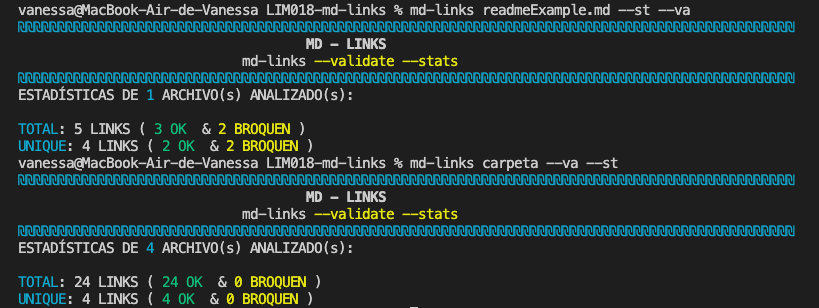 vanessa@MacBook-Air-de-Vanessa LIM018-md-links % md-links readmeExample.md --st --va
MD - LINKS
md-links --validate --stats
ESTADÍSTICAS DE 1 ARCHIVO(s) ANALIZADO(s):
TOTAL: 5 LINKS ( 3 OK & 2 BROQUEN )
UNIQUE: 4 LINKS ( 2 OK & 2 BROQUEN )
vanessa@MacBook-Air-de-Vanessa LIM018-md-links % md-links carpeta --va --st
MD - LINKS
md-links --validate --stats
ESTADÍSTICAS DE 4 ARCHIVO(s) ANALIZADO(s):
TOTAL: 24 LINKS ( 24 OK & 0 BROQUEN )
UNIQUE: 4 LINKS ( 4 OK & 0 BROQUEN )